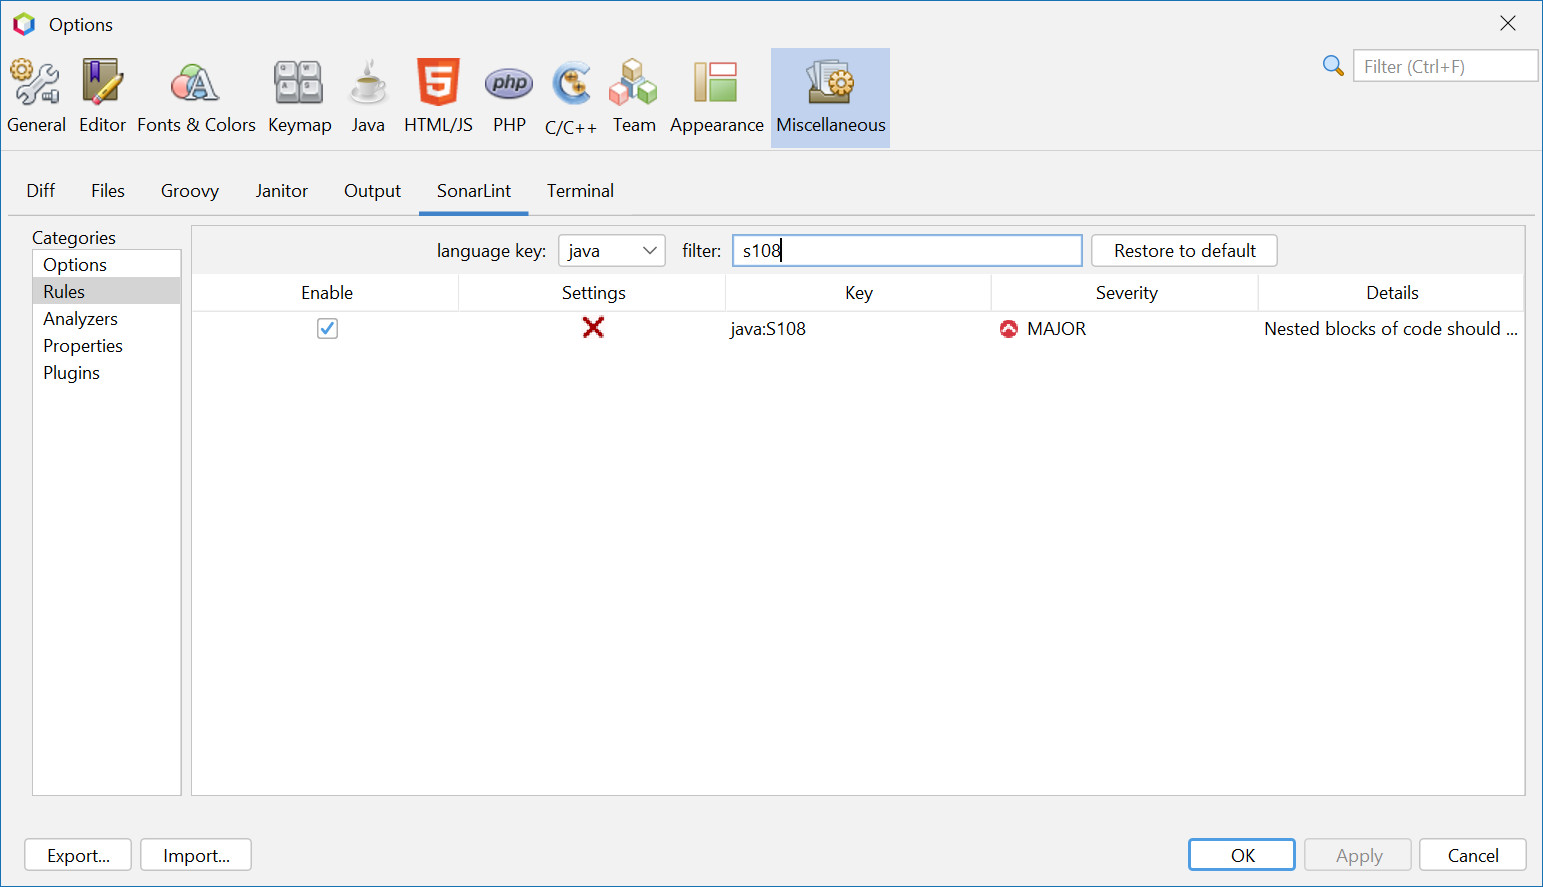 Options
Filter (Ctrl+F)
General Editor Fonts & Colors Keymap Java HTML/JS PHP C/C++ Team Appearance Miscellaneous
Diff Files Groovy Janitor Output SonarLint Terminal
Categories
Options
Rules
Analyzers
Properties
Plugins
language key: java filter: s108 Restore to default
Enable Settings Key Severity Details
java:S108 MAJOR Nested blocks of code should ...
Export... Import... OK Apply Cancel